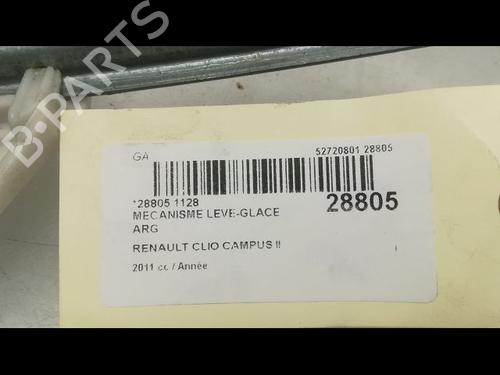 GA 52720801 28805
*28805 1128
28805
MECANISME LEVE-GLACE
ARG
RENAULT CLIO CAMPUS II
2011 cc / Année
B-PARTS